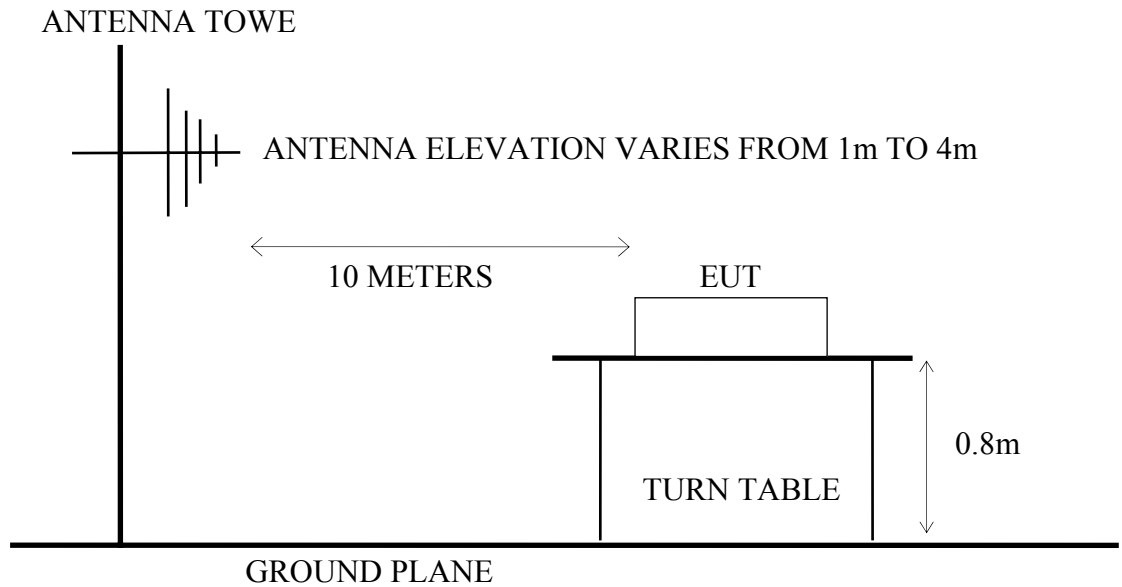 ANTENNA TOWE
ANTENNA ELEVATION VARIES FROM 1m TO 4m
10 METERS
EUT
0.8m
TURN TABLE
GROUND PLANE